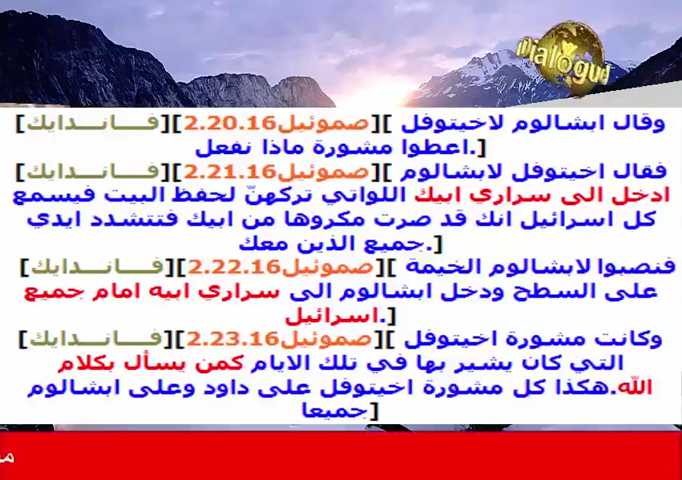 Dialogue
[فـــانـــدايك][صموئيل2.20.16][ وقال ابشالوم لاخيتوفل
اعطوا مشورة ماذا نفعل.]
[فـــانـــدايك][صموئيل2.21.16][ فقال اخيتوفل لابشالوم
ادخل الى سراري ابيك اللواتي تركهنّ لحفظ البيت فيسمع
كل اسرائيل انك قد صرت مكروها من ابيك فتتشدد ايدي
جميع الذين معك.]
[فـــانـــدايك][صموئيل2.22.16][ فنصبوا لابشالوم الخيمة
على السطح ودخل ابشالوم الى سراري ابيه امام جميع
اسرائيل.]
[فـــانـــدايك][صموئيل2.23.16][ وكانت مشورة اخيتوفل
التي كان يشير بها في تلك الايام كمن يسأل بكلام
الله.هكذا كل مشورة اخيتوفل على داود وعلى ابشالوم
جميعا]